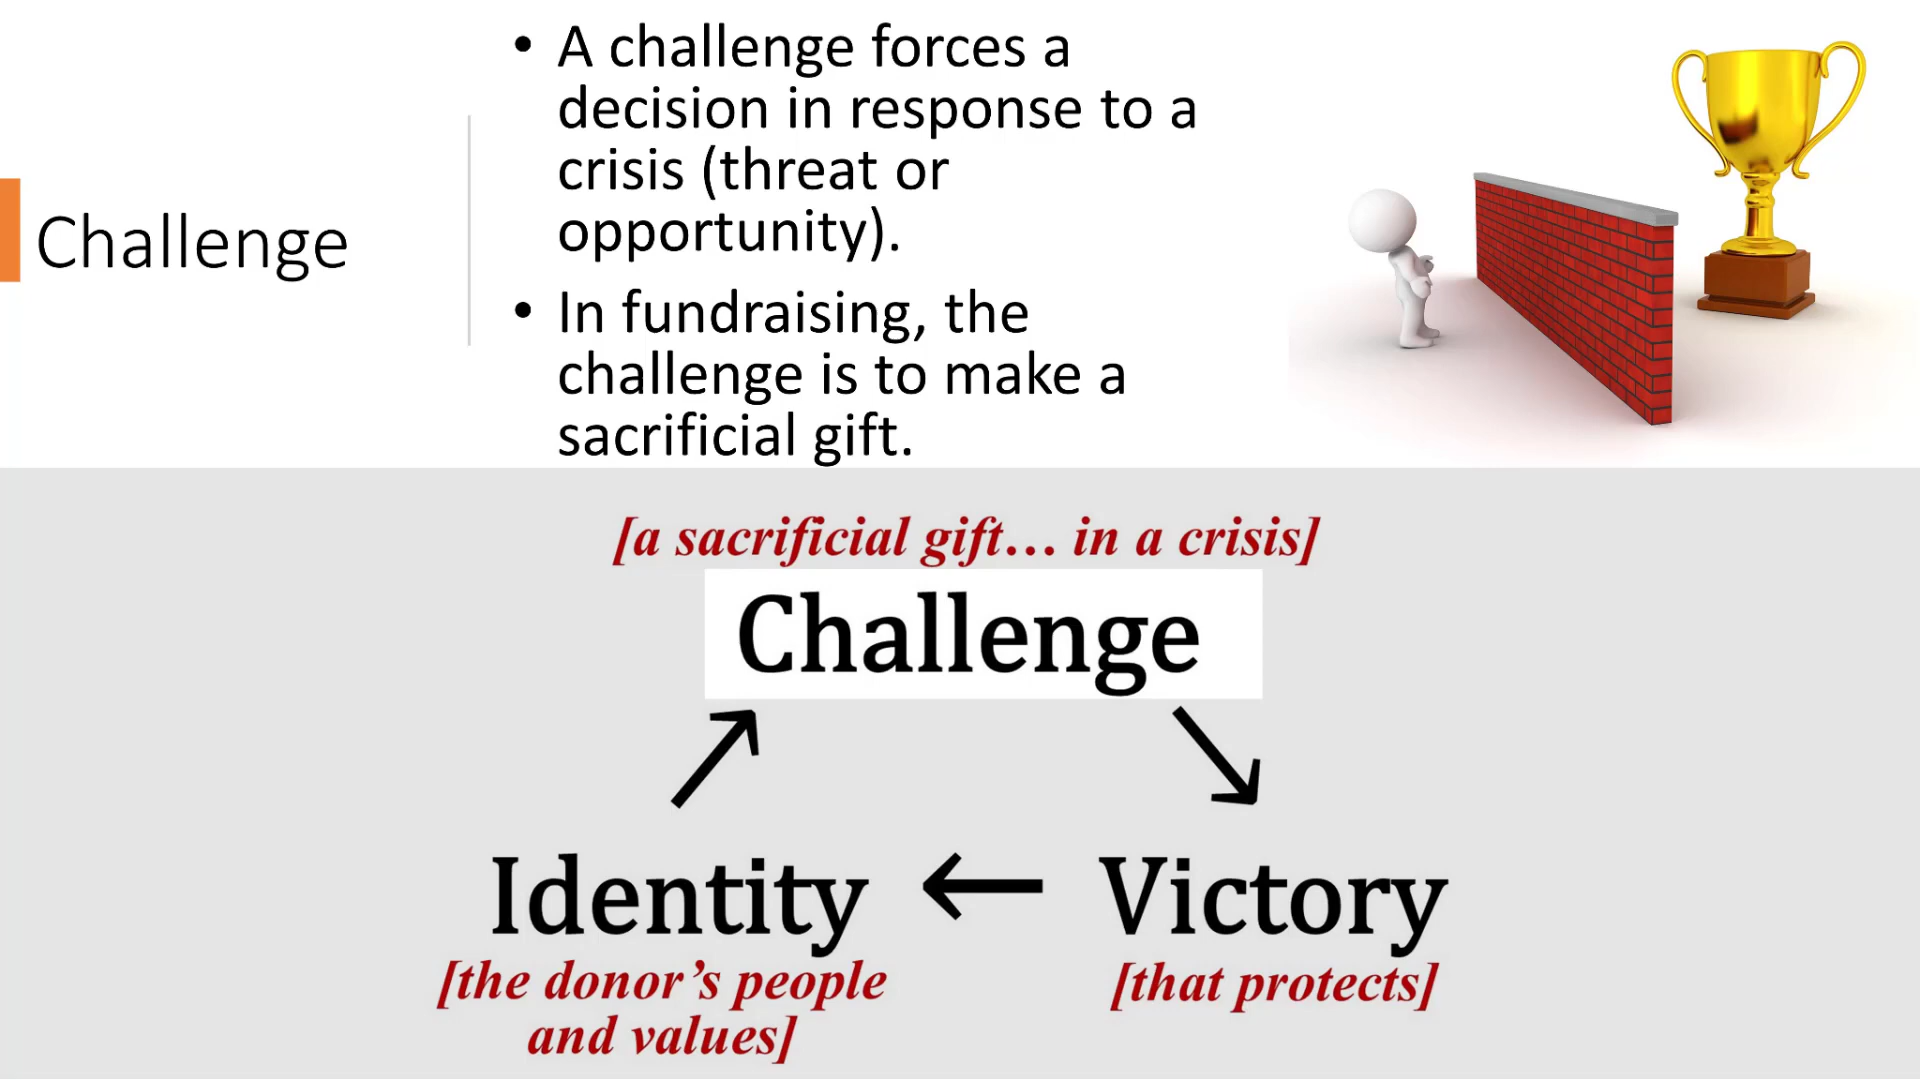 Challenge
• A challenge forces a
decision in response to a
crisis (threat or
opportunity).
• In fundraising, the
challenge is to make a
sacrificial gift.
[a sacrificial gift... in a crisis]
Challenge
Identity ← Victory
[the donor’s people
and values]
[that protects]